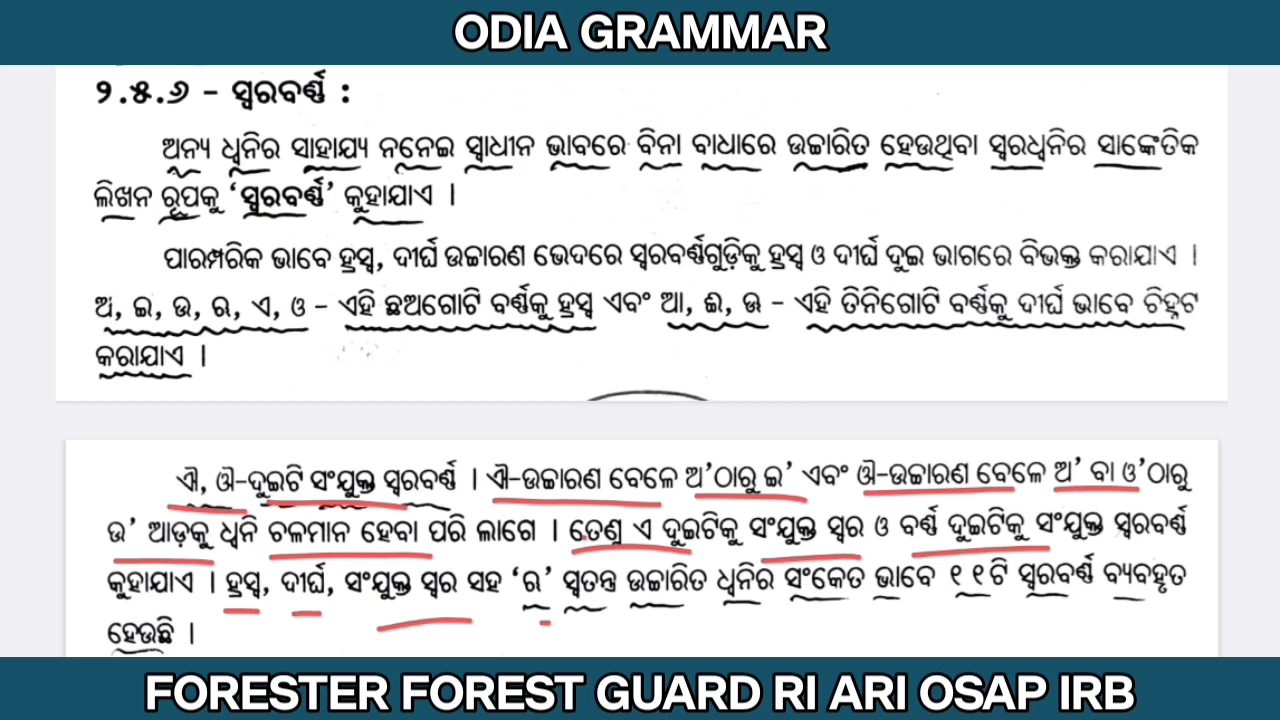 ODIA GRAMMAR
୨.୫.୬ – ସ୍ୱରବର୍ଣ୍ଣ :
ଅନ୍ୟ ଧ୍ୱନିର ସାହାଯ୍ୟ ନନେଇ ସ୍ୱାଧୀନ ଭାବରେ ବିନା ବାଧାରେ ଉଚ୍ଚାରିତ ହେଉଥିବା ସ୍ୱରଧ୍ୱନିର ସାଙ୍କେତିକ
ଲିଖନ ରୂପକୁ ‘ସ୍ୱରବର୍ଣ୍ଣ’ କୁହାଯାଏ ।
ପାରମ୍ପରିକ ଭାବେ ହ୍ରସ୍ୱ, ଦୀର୍ଘ ଉଚ୍ଚାରଣ ଭେଦରେ ସ୍ୱରବର୍ଣ୍ଣଗୁଡ଼ିକୁ ହ୍ରସ୍ୱ ଓ ଦୀର୍ଘ ଦୁଇ ଭାଗରେ ବିଭକ୍ତ କରାଯାଏ ।
ଅ, ଇ, ଉ, ଋ, ଏ, ଓ – ଏହି ଛଅଗୋଟି ବର୍ଣ୍ଣକୁ ହ୍ରସ୍ୱ ଏବଂ ଆ, ଈ, ଊ – ଏହି ତିନିଗୋଟି ବର୍ଣ୍ଣକୁ ଦୀର୍ଘ ଭାବେ ଚିହ୍ନଟ
କରାଯାଏ ।
ଐ, ଔ–ଦୁଇଟି ସଂଯୁକ୍ତ ସ୍ୱରବର୍ଣ୍ଣ । ଐ–ଉଚ୍ଚାରଣ ବେଳେ ଅ’ଠାରୁ ଇ’ ଏବଂ ଔ–ଉଚ୍ଚାରଣ ବେଳେ ଅ’ ବା ଓ’ଠାରୁ
ଉ’ ଆଡ଼କୁ ଧ୍ୱନି ଚଳମାନ ହେବା ପରି ଲାଗେ । ତେଣୁ ଏ ଦୁଇଟିକୁ ସଂଯୁକ୍ତ ସ୍ୱର ଓ ବର୍ଣ୍ଣ ଦୁଇଟିକୁ ସଂଯୁକ୍ତ ସ୍ୱରବର୍ଣ୍ଣ
କୁହାଯାଏ । ହ୍ରସ୍ୱ, ଦୀର୍ଘ, ସଂଯୁକ୍ତ ସ୍ୱର ସହ ‘ଋ’ ସ୍ୱତନ୍ତ୍ର ଉଚ୍ଚାରିତ ଧ୍ୱନିର ସଂକେତ ଭାବେ ୧୧ଟି ସ୍ୱରବର୍ଣ୍ଣ ବ୍ୟବହୃତ
ହେଉଛି ।
FORESTER FOREST GUARD RI ARI OSAP IRB